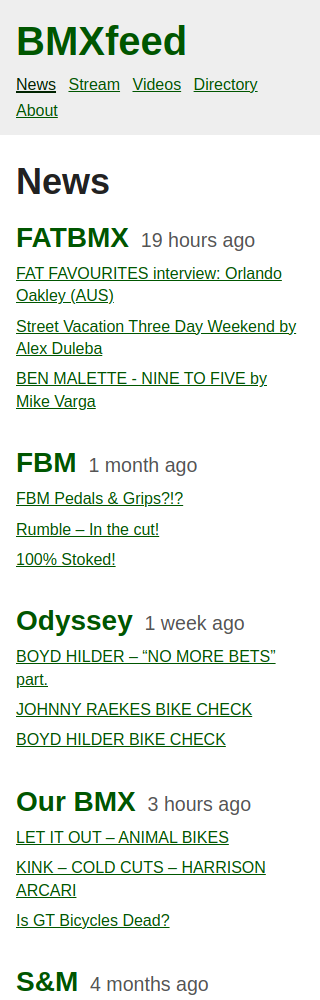 BMXfeed
News Stream Videos Directory
About
News
FATBMX 19 hours ago
FAT FAVOURITES interview: Orlando
Oakley (AUS)
Street Vacation Three Day Weekend by
Alex Duleba
BEN MALETTE - NINE TO FIVE by
Mike Varga
FBM 1 month ago
FBM Pedals & Grips?!?
Rumble – In the cut!
100% Stoked!
Odyssey 1 week ago
BOYD HILDER – “NO MORE BETS”
part.
JOHNNY RAEKES BIKE CHECK
BOYD HILDER BIKE CHECK
Our BMX 3 hours ago
LET IT OUT – ANIMAL BIKES
KINK – COLD CUTS – HARRISON
ARCARI
Is GT Bicycles Dead?
S&M 4 months ago